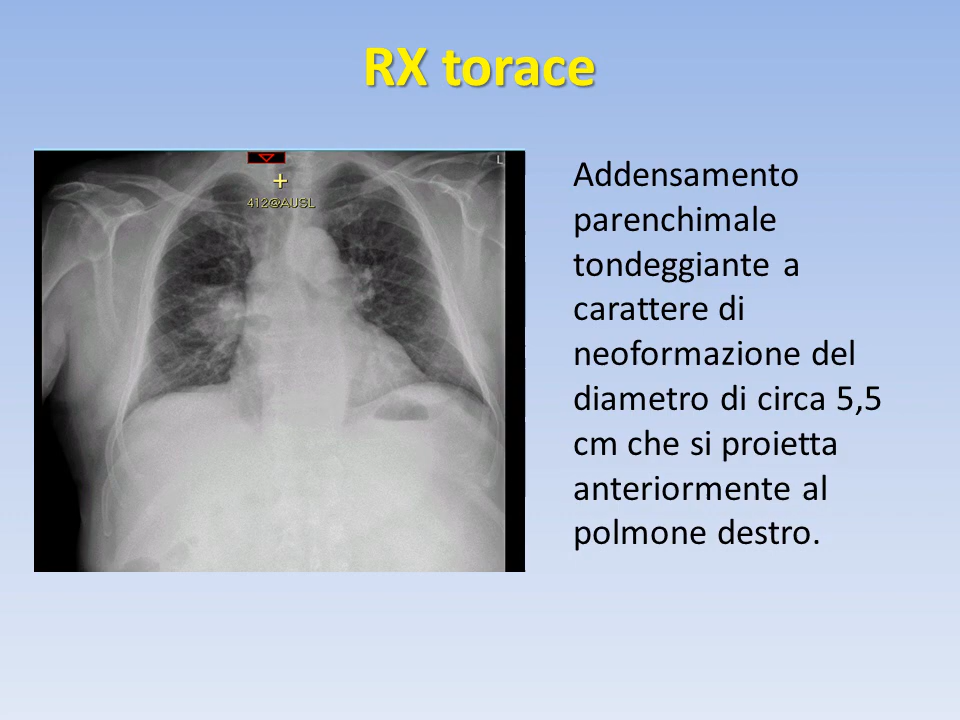 RX torace
L
+
412@AUSL
Addensamento
parenchimale
tondeggiante a
carattere di
neoformazione del
diametro di circa 5,5
cm che si proietta
anteriormente al
polmone destro.